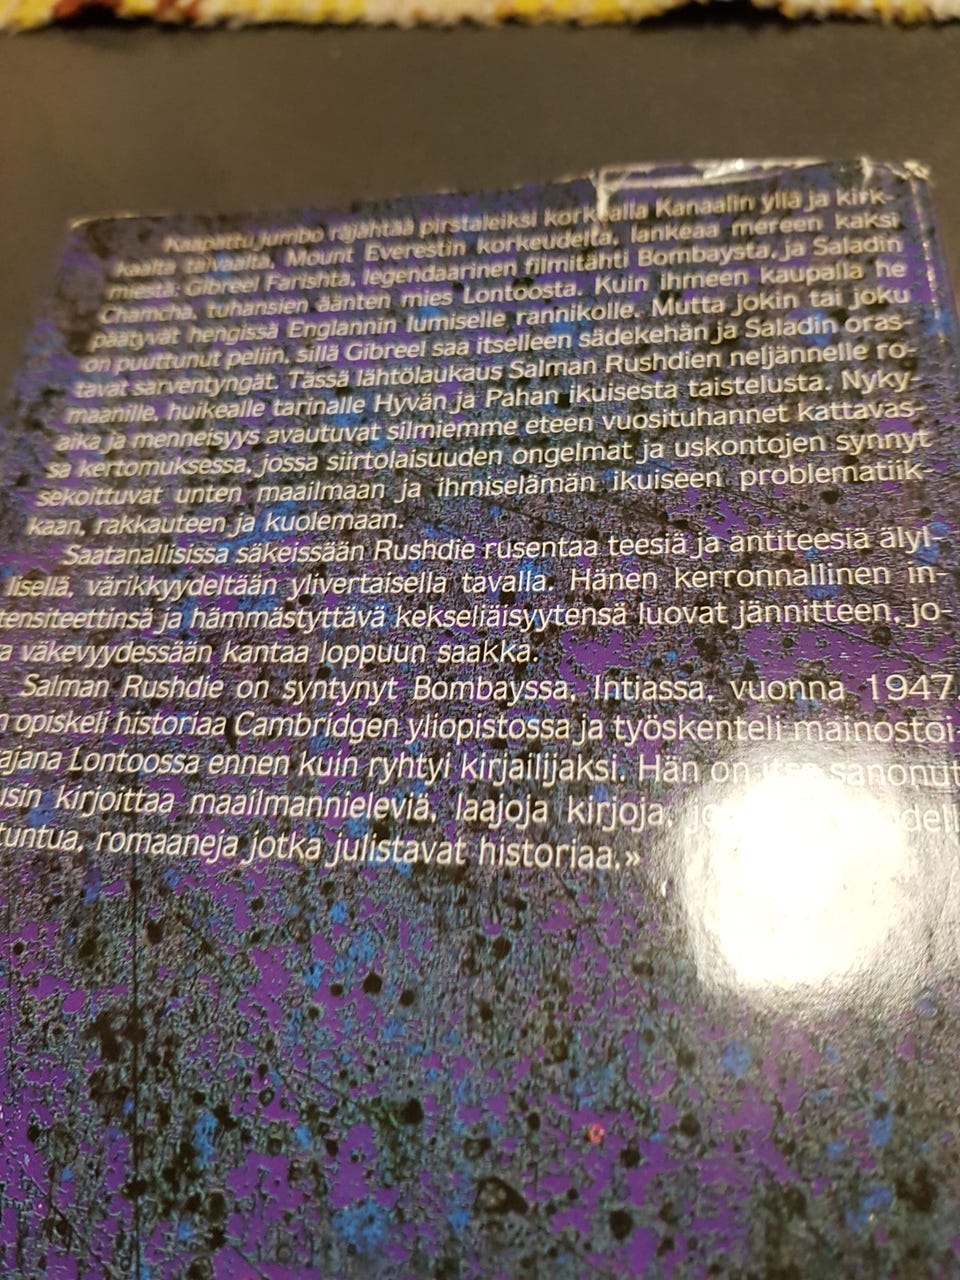 Kaapattu jumbo räjähtää pirstaleiksi korkealla Kanaalin yllä ja kirk-
kaalta taivaalta, Mount Everestin korkeudelta, lankeaa mereen kaksi
miestä: Gibreel Farishta, legendaarinen filmitähti Bombaysta, ja Saladin
Chamcha, tuhansien äänten mies Lontoosta. Kuin ihmeen kaupalla he
päätyvät hengissä Englannin lumiselle rannikolle. Mutta jokin tai joku
on puuttunut peliin, sillä Gibreel saa itselleen sädekehän ja Saladin oras-
tavat sarventyngät. Tässä lähtölaukaus Salman Rushdien neljännelle ro-
maanille, huikealle tarinalle Hyvän ja Pahan ikuisesta taistelusta. Nyky-
aika ja menneisyys avautuvat silmiemme eteen vuosituhannet kattavas-
sa kertomuksessa, jossa siirtolaisuuden ongelmat ja uskontojen synnyt
sekoittuvat unten maailmaan ja ihmiselämän ikuiseen problematiik-
kaan, rakkauteen ja kuolemaan.
Saatanallisissa säkeissään Rushdie rusentaa teesiä ja antiteesiä älyl-
lisellä, värikkyydeltään ylivertaisella tavalla. Hänen kerronnallinen in-
tensiteettinsä ja hämmästyttävä kekseliäisyytensä luovat jännitteen, jo-
a väkevyydessään kantaa loppuun saakka.
Salman Rushdie on syntynyt Bombayssa, Intiassa, vuonna 1947.
n opiskeli historiaa Cambridgen yliopistossa ja työskenteli mainostoi-
ajana Lontoossa ennen kuin ryhtyi kirjailijaksi. Hän on itse sanonut
usin kirjoittaa maailmannieleviä, laajoja kirjoja,
tuntua, romaaneja jotka julistavat historiaa.»